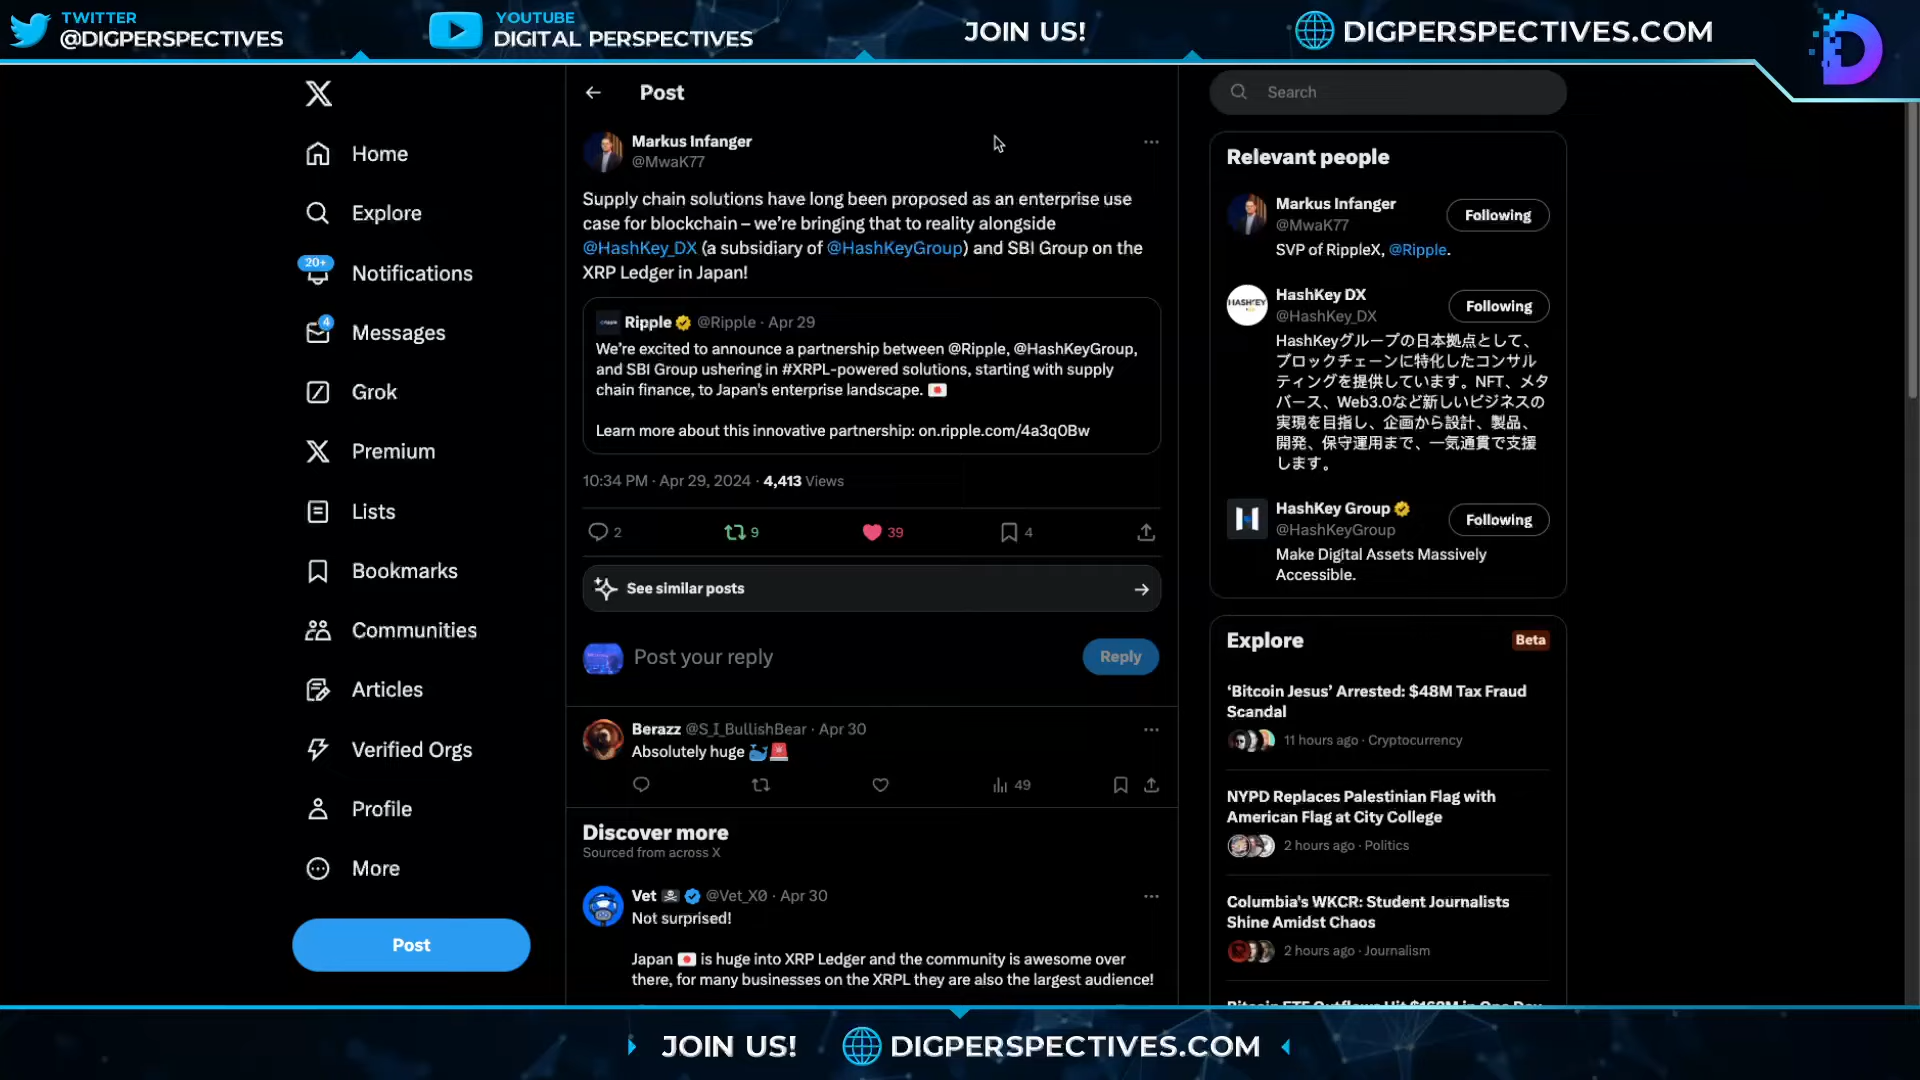 TWITTER
@DIGPERSPECTIVES
YOUTUBE
DIGITAL PERSPECTIVES
JOIN US!
DIGPERSPECTIVES.COM
Home
Explore
20+
Notifications
4
Messages
Grok
Premium
Lists
Bookmarks
Communities
Articles
Verified Orgs
Profile
More
Post
Post
Markus Infanger
@MwaK77
Supply chain solutions have long been proposed as an enterprise use
case for blockchain – we’re bringing that to reality alongside
@HashKey_DX (a subsidiary of @HashKeyGroup) and SBI Group on the
XRP Ledger in Japan!
Ripple @Ripple · Apr 29
We’re excited to announce a partnership between @Ripple, @HashKeyGroup,
and SBI Group ushering in #XRPL-powered solutions, starting with supply
chain finance, to Japan's enterprise landscape. 🇯🇵
Learn more about this innovative partnership: on.ripple.com/4a3q0Bw
10:34 PM · Apr 29, 2024 · 4,413 Views
2
9
39
4
See similar posts
Post your reply
Reply
Berazz @S_I_BullishBear · Apr 30
Absolutely huge 🐳🚨
49
Discover more
Sourced from across X
Vet @Vet_X0 · Apr 30
Not surprised!
Japan 🇯🇵 is huge into XRP Ledger and the community is awesome over
there, for many businesses on the XRPL they are also the largest audience!
Search
Relevant people
Markus Infanger
@MwaK77
Following
SVP of RippleX, @Ripple.
HASHKEY
HashKey DX
@HashKey_DX
Following
HashKeyグループの日本拠点として、
ブロックチェーンに特化したコンサル
ティングを提供しています。NFT、メタ
バース、Web3.0など新しいビジネスの
実現を目指し、企画から設計、製品、
開発、保守運用まで、一気通貫で支援
します。
HashKey Group
@HashKeyGroup
Following
Make Digital Assets Massively
Accessible.
Explore
Beta
‘Bitcoin Jesus’ Arrested: $48M Tax Fraud
Scandal
11 hours ago · Cryptocurrency
NYPD Replaces Palestinian Flag with
American Flag at City College
2 hours ago · Politics
Columbia's WKCR: Student Journalists
Shine Amidst Chaos
2 hours ago · Journalism
Bitcoin ETF Outflows Hit $162M in One Day
JOIN US!
DIGPERSPECTIVES.COM